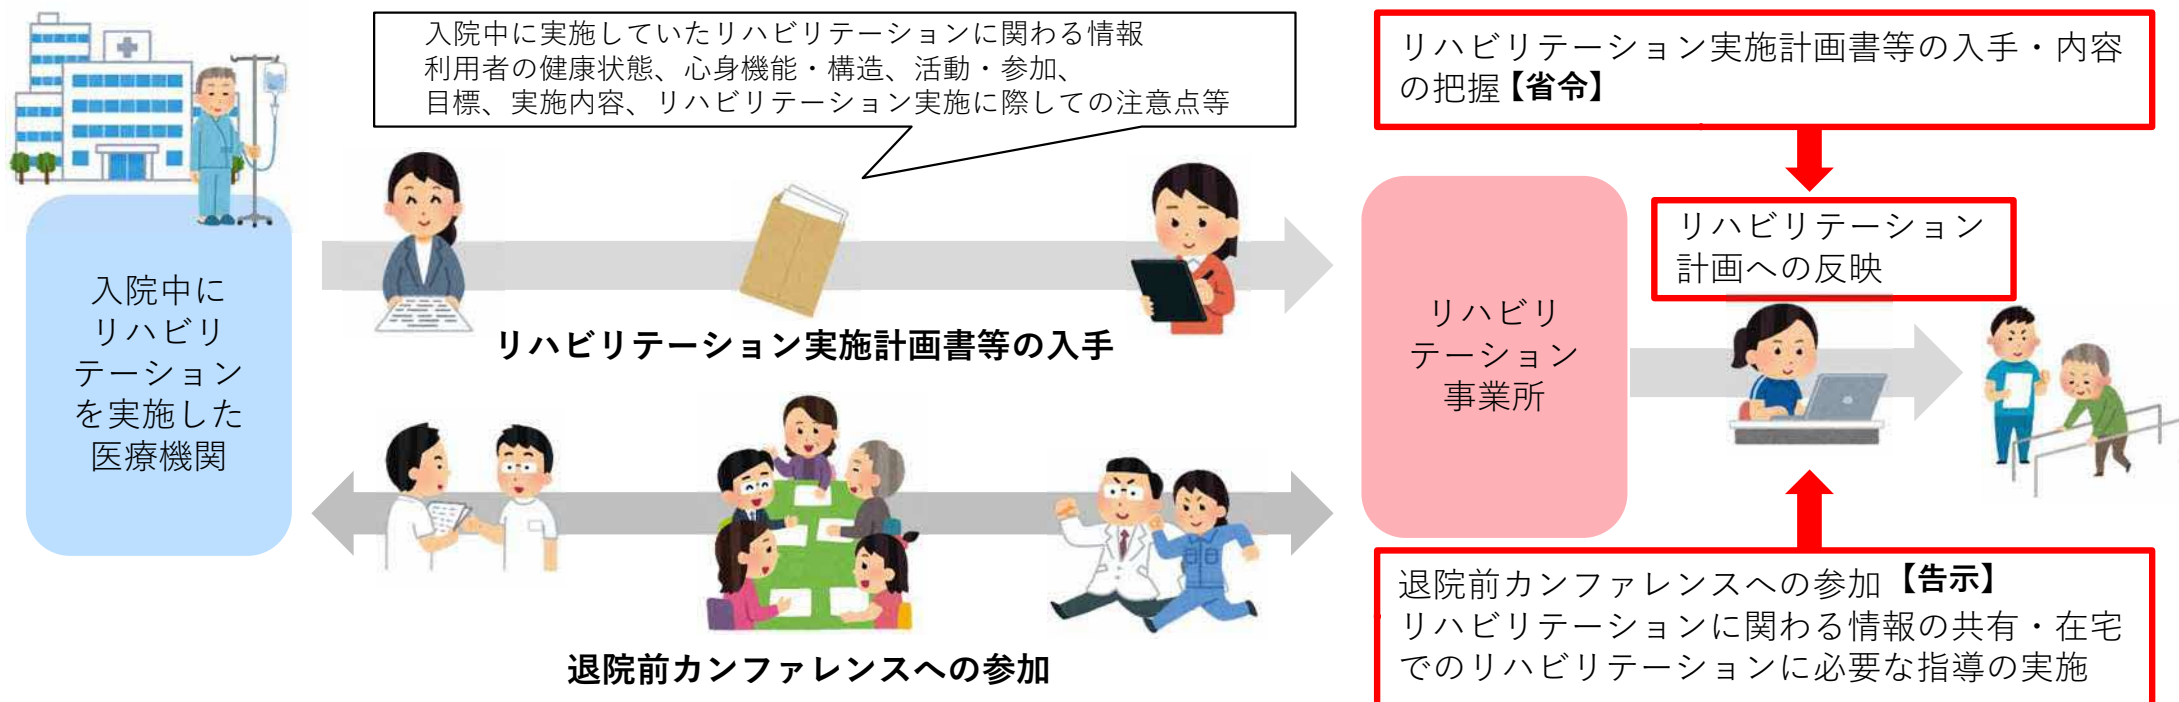 入院中に実施していたリハビリテーションに関わる情報
利用者の健康状態、心身機能・構造、活動・参加、
目標、実施内容、リハビリテーション実施に際しての注意点等
リハビリテーション実施計画書等の入手・内容
の把握【省令】
入院中に
リハビリ
テーション
を実施した
医療機関
リハビリテーション実施計画書等の入手
リハビリ
テーション
事業所
リハビリテーション
計画への反映
退院前カンファレンスへの参加
退院前カンファレンスへの参加【告示】
リハビリテーションに関わる情報の共有・在宅
でのリハビリテーションに必要な指導の実施